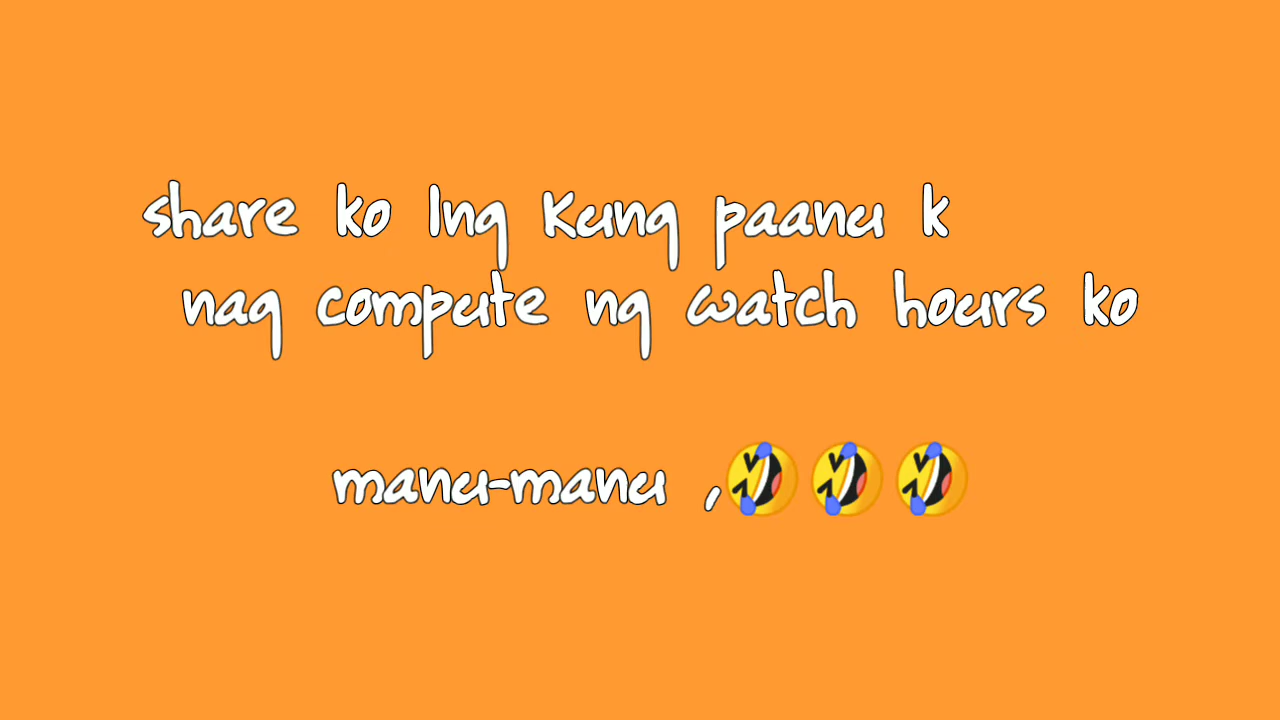 share ko lng Kung paanu k
nag compute ng watch hours ko
manu-manu ,🤣🤣🤣